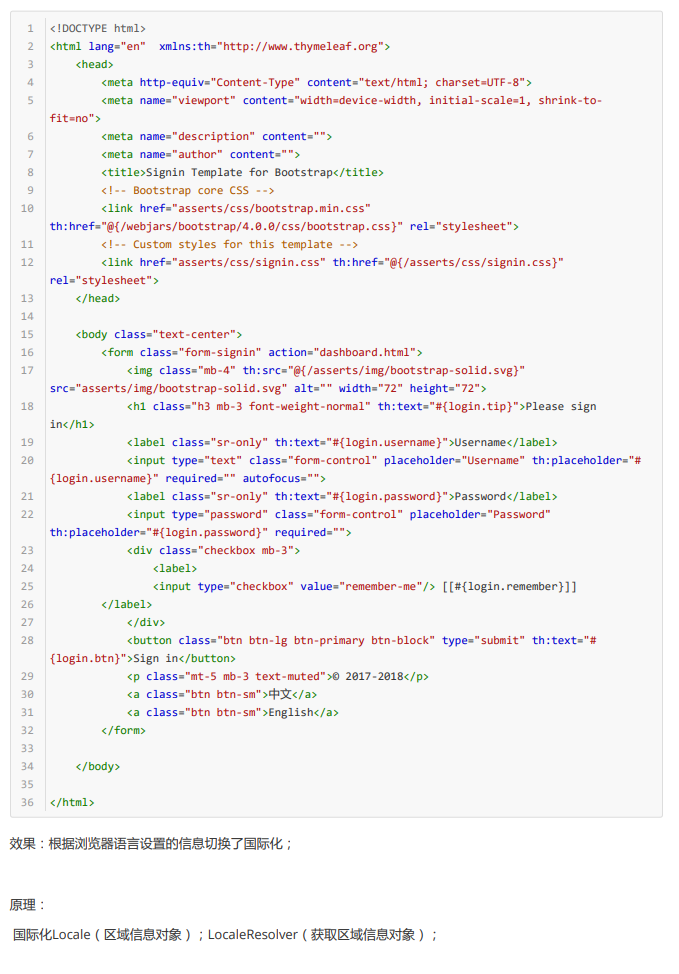 1 <!DOCTYPE html>
2 <html lang="en"  xmlns:th="http://www.thymeleaf.org">
3     <head>
4         <meta http-equiv="Content-Type" content="text/html; charset=UTF-8">
5         <meta name="viewport" content="width=device-width, initial-scale=1, shrink-to-
fit=no">
6         <meta name="description" content="">
7         <meta name="author" content="">
8         <title>Signin Template for Bootstrap</title>
9         <!-- Bootstrap core CSS -->
10         <link href="asserts/css/bootstrap.min.css"
th:href="@{/webjars/bootstrap/4.0.0/css/bootstrap.css}" rel="stylesheet">
11         <!-- Custom styles for this template -->
12         <link href="asserts/css/signin.css" th:href="@{/asserts/css/signin.css}"
rel="stylesheet">
13     </head>
14
15     <body class="text-center">
16         <form class="form-signin" action="dashboard.html">
17             <img class="mb-4" th:src="@{/asserts/img/bootstrap-solid.svg}"
src="asserts/img/bootstrap-solid.svg" alt="" width="72" height="72">
18             <h1 class="h3 mb-3 font-weight-normal" th:text="#{login.tip}">Please sign
in</h1>
19             <label class="sr-only" th:text="#{login.username}">Username</label>
20             <input type="text" class="form-control" placeholder="Username" th:placeholder="#
{login.username}" required="" autofocus="">
21             <label class="sr-only" th:text="#{login.password}">Password</label>
22             <input type="password" class="form-control" placeholder="Password"
th:placeholder="#{login.password}" required="">
23             <div class="checkbox mb-3">
24                 <label>
25                 <input type="checkbox" value="remember-me"/> [[#{login.remember}]]
26         </label>
27             </div>
28             <button class="btn btn-lg btn-primary btn-block" type="submit" th:text="#
{login.btn}">Sign in</button>
29             <p class="mt-5 mb-3 text-muted">© 2017-2018</p>
30             <a class="btn btn-sm">中文</a>
31             <a class="btn btn-sm">English</a>
32         </form>
33
34     </body>
35
36 </html>
效果：根据浏览器语言设置的信息切换了国际化；
原理：
国际化Locale（区域信息对象）；LocaleResolver（获取区域信息对象）；